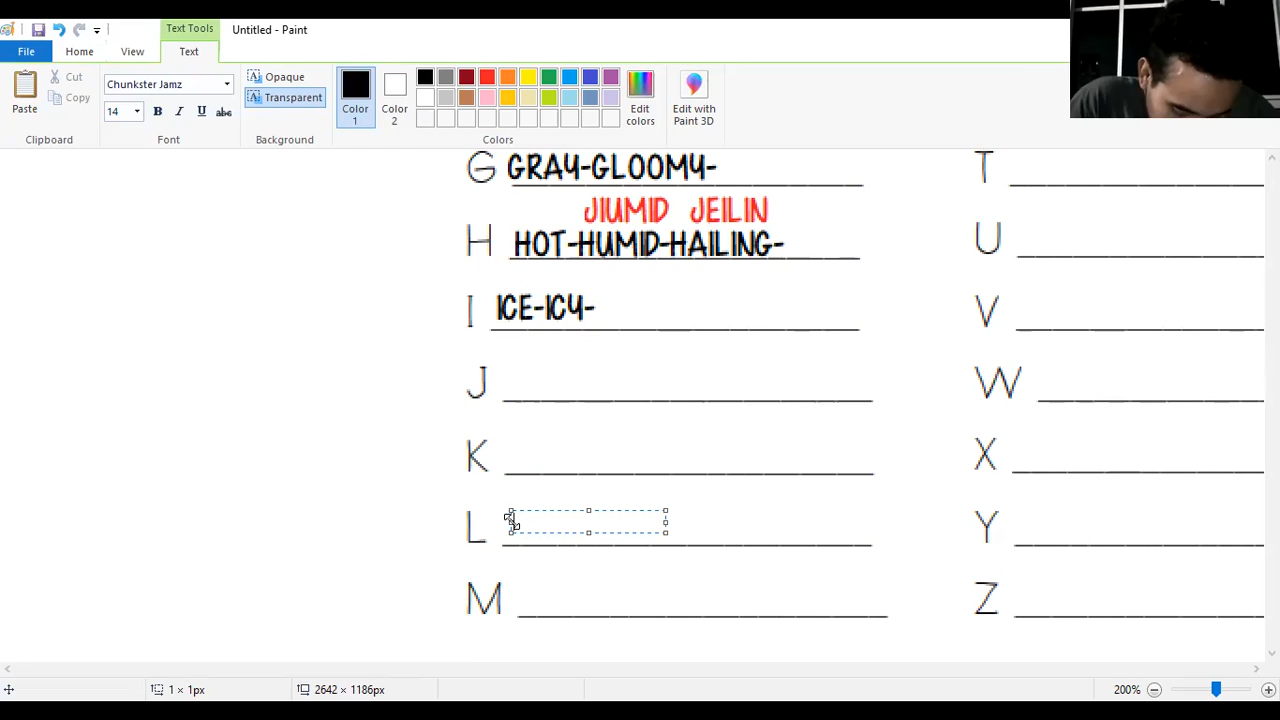 Text Tools
Untitled - Paint
File Home View Text
Paste
Cut
Copy
Clipboard
Chunkster Jamz
14 B I U abc
Font
Opaque
Transparent
Background
Color 1
Color 2
Edit colors
Colors
Edit with Paint 3D
G GRAY-GLOOMY-
JIUMID JEILIN
H HOT-HUMID-HAILING-
I ICE-ICY-
J
K
L
M
T
U
V
W
X
Y
Z
1 × 1px
2642 × 1186px
200%